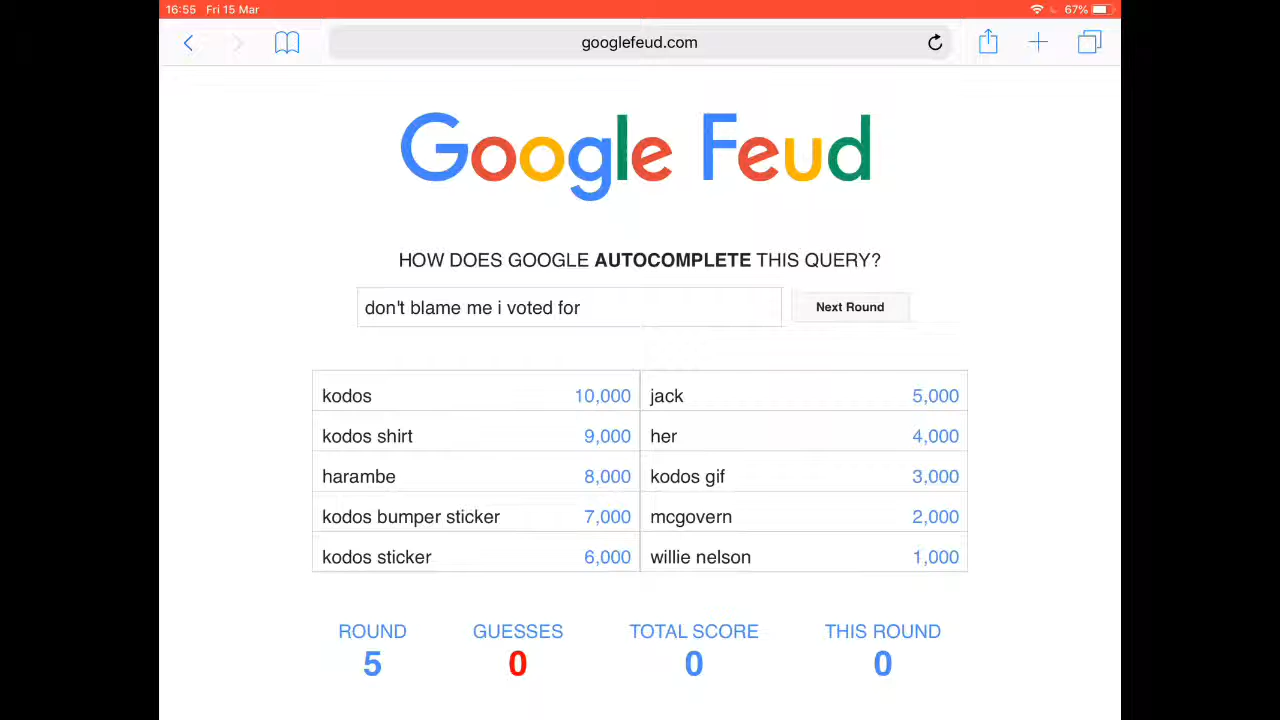 16:55 Fri 15 Mar 67%
googlefeud.com
Google Feud
HOW DOES GOOGLE AUTOCOMPLETE THIS QUERY?
don't blame me i voted for
Next Round
kodos 10,000
kodos shirt 9,000
harambe 8,000
kodos bumper sticker 7,000
kodos sticker 6,000
jack 5,000
her 4,000
kodos gif 3,000
mcgovern 2,000
willie nelson 1,000
ROUND
5
GUESSES
0
TOTAL SCORE
0
THIS ROUND
0